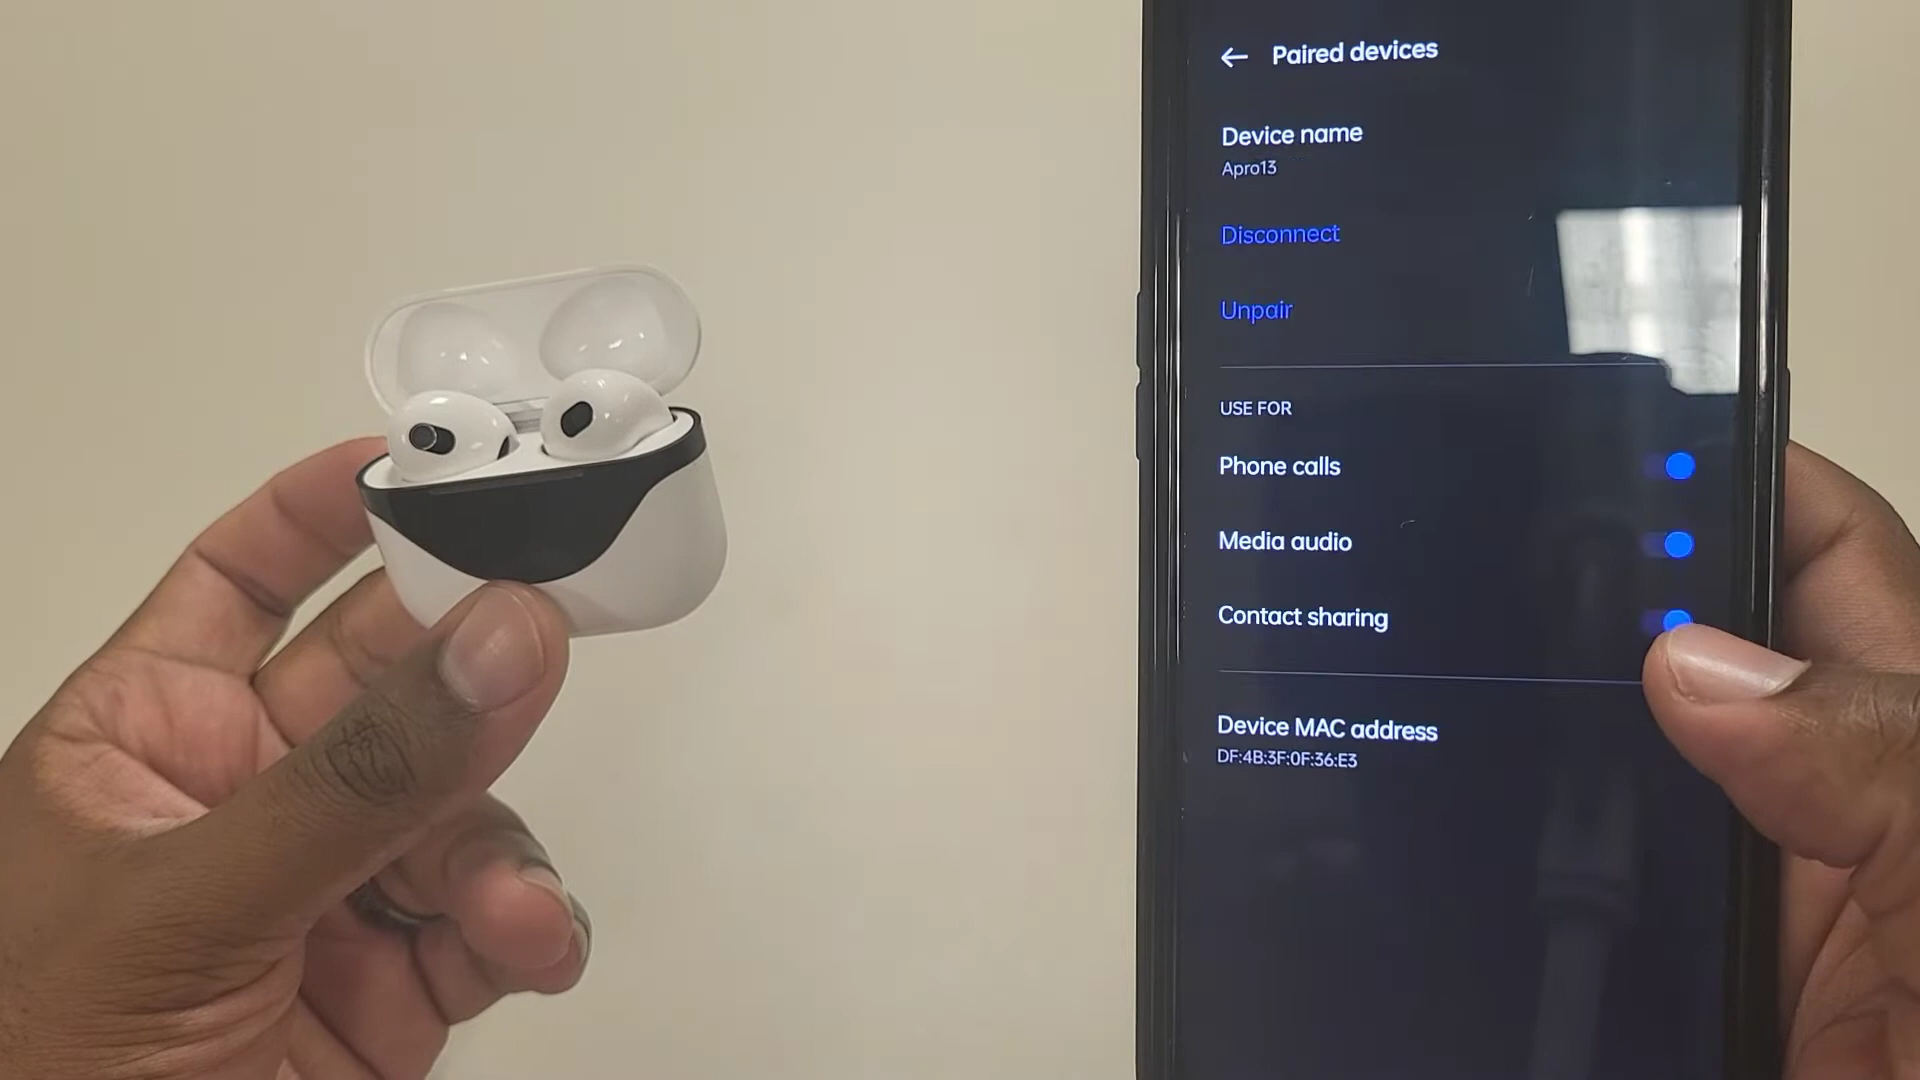 Paired devices
Device name
Apro13
Disconnect
Unpair
USE FOR
Phone calls
Media audio
Contact sharing
Device MAC address
DF:4B:3F:0F:36:E3